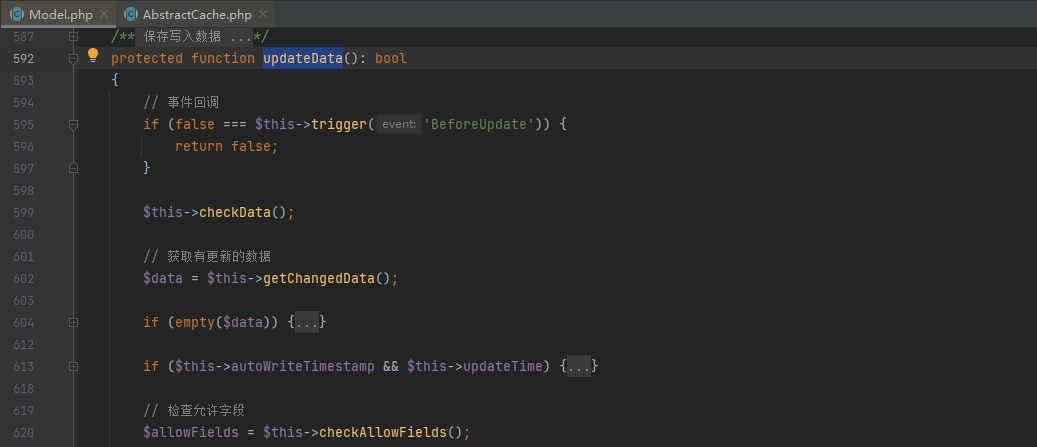 Model.php
AbstractCache.php
587 /** 保存写入数据 ...*/
592 protected function updateData(): bool
593 {
594 // 事件回调
595 if (false === $this->trigger( event: 'BeforeUpdate')) {
596 return false;
597 }
598
599 $this->checkData();
600
601 // 获取有更新的数据
602 $data = $this->getChangedData();
603
604 if (empty($data)) {...}
612
613 if ($this->autoWriteTimestamp && $this->updateTime) {...}
618
619 // 检查允许字段
620 $allowFields = $this->checkAllowFields();